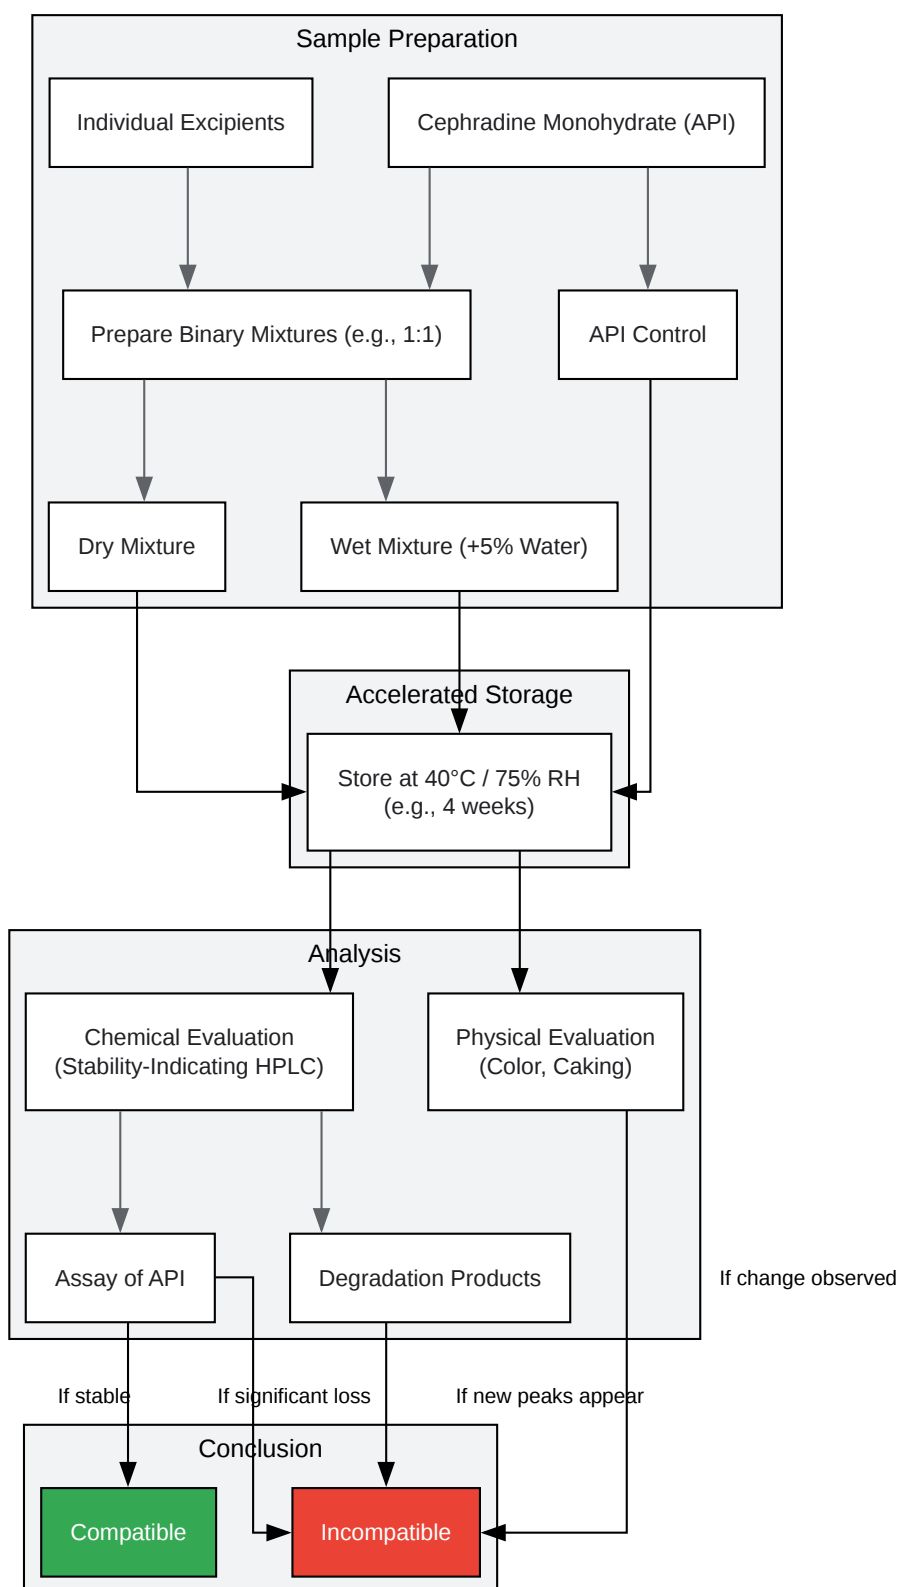 Sample Preparation
Individual Excipients
Cephradine Monohydrate (API)
Prepare Binary Mixtures (e.g., 1:1)
API Control
Dry Mixture
Wet Mixture (+5% Water)
Accelerated Storage
Store at 40°C / 75% RH
(e.g., 4 weeks)
Analysis
Chemical Evaluation
(Stability-Indicating HPLC)
Physical Evaluation
(Color, Caking)
Assay of API
Degradation Products
If change observed
If stable
If significant loss
If new peaks appear
Conclusion
Compatible
Incompatible